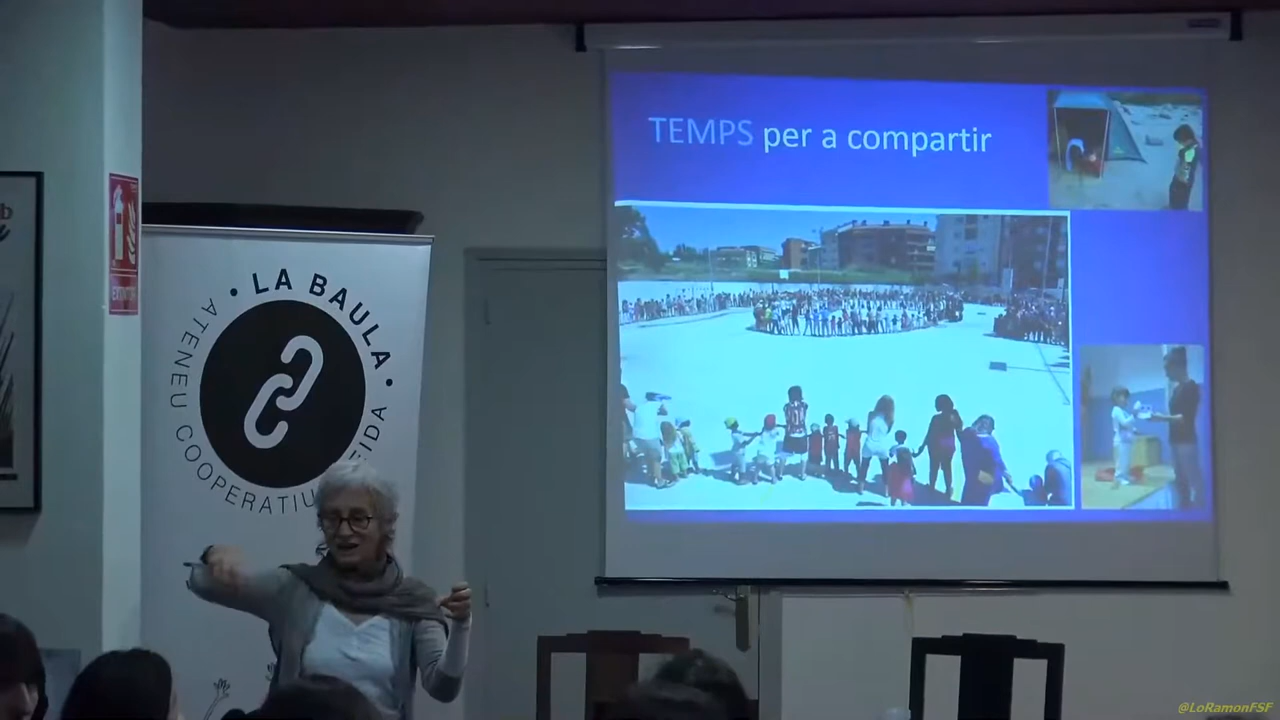 TEMPS per a compartir
• LA BAULA •
ATENEU COOPERATIU
@LoRamonFSF